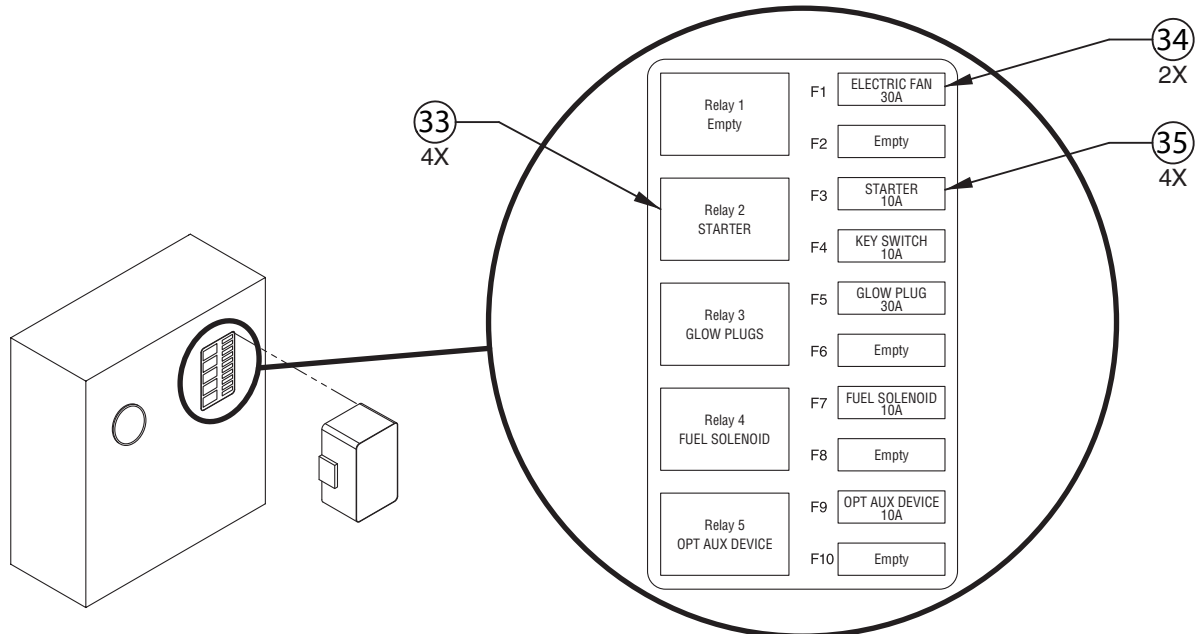 34
2X
33
4X
35
4X
Relay 1
Empty
Relay 2
STARTER
Relay 3
GLOW PLUGS
Relay 4
FUEL SOLENOID
Relay 5
OPT AUX DEVICE
F1
ELECTRIC FAN
30A
F2
Empty
F3
STARTER
10A
F4
KEY SWITCH
10A
F5
GLOW PLUG
30A
F6
Empty
F7
FUEL SOLENOID
10A
F8
Empty
F9
OPT AUX DEVICE
10A
F10
Empty